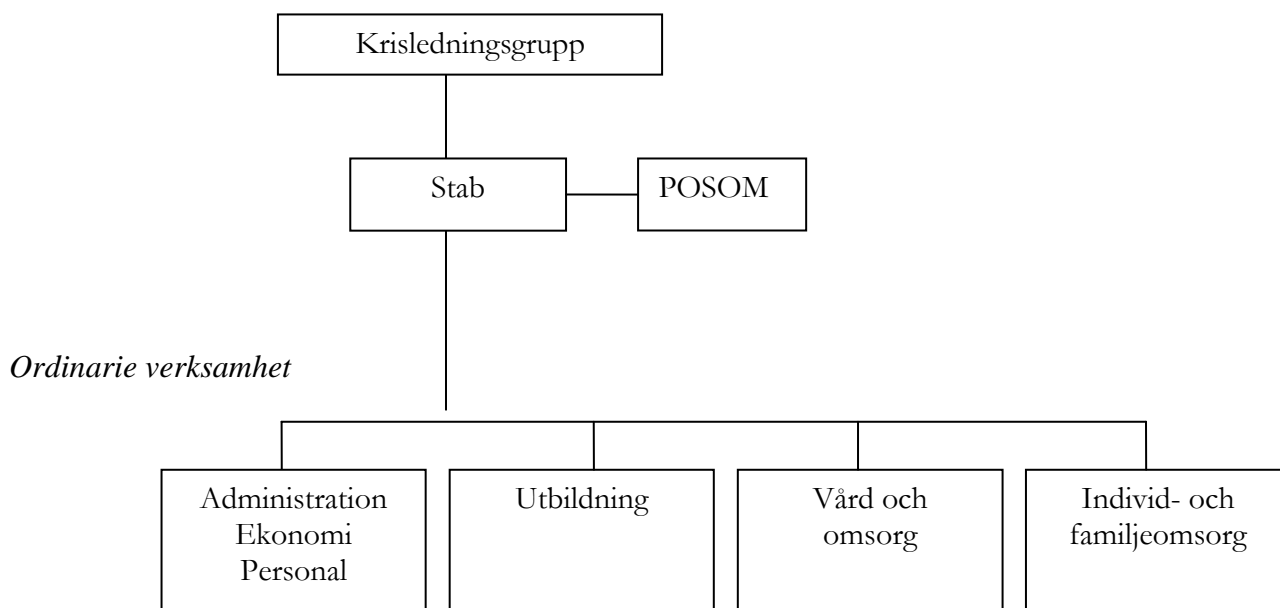 Krisledningsgrupp
Stab
POSOM
Ordinarie verksamhet
Administration
Ekonomi
Personal
Utbildning
Vård och
omsorg
Individ- och
familjeomsorg